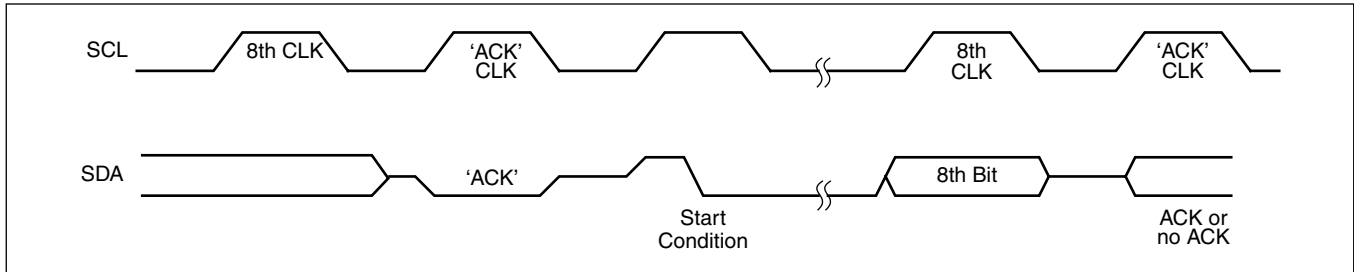 SCL
8th CLK
'ACK'
CLK
8th
CLK
'ACK'
CLK
SDA
'ACK'
8th Bit
Start
Condition
ACK or
no ACK